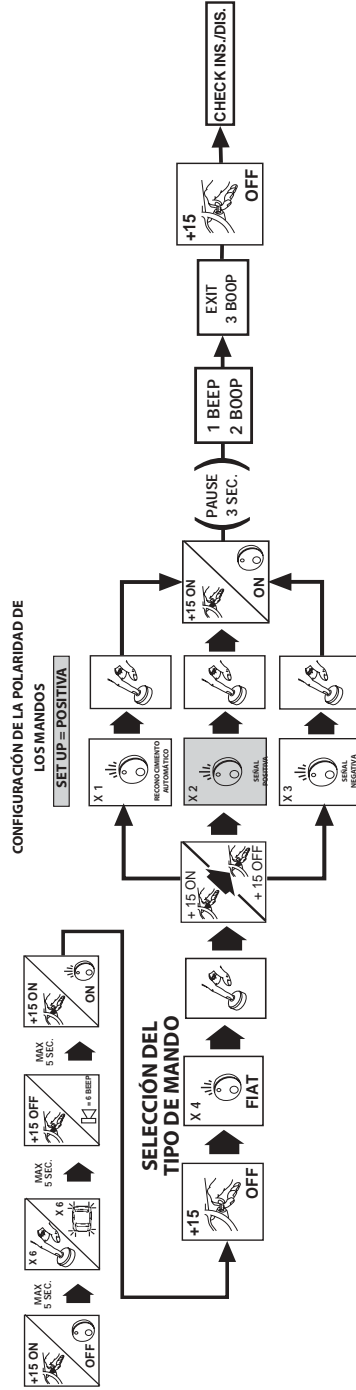 +15 ON
OFF
MAX
5 SEC.
X 6
X 6
MAX
5 SEC.
+15 OFF
= 6 BEEP
MAX
5 SEC.
+15 ON
ON
SELECCIÓN DEL
TIPO DE MANDO
+15
OFF
X 4
FIAT
+ 15 ON
+ 15 OFF
CONFIGURACIÓN DE LA POLARIDAD DE
LOS MANDOS
SET UP = POSITIVA
X 1
RECONOCIMIENTO
AUTOMÁTICO
X 2
SEÑAL
POSITIVA
X 3
SEÑAL
NEGATIVA
+15 ON
ON
PAUSE
3 SEC.
1 BEEP
2 BOOP
EXIT
3 BOOP
+15
OFF
CHECK INS./DIS.